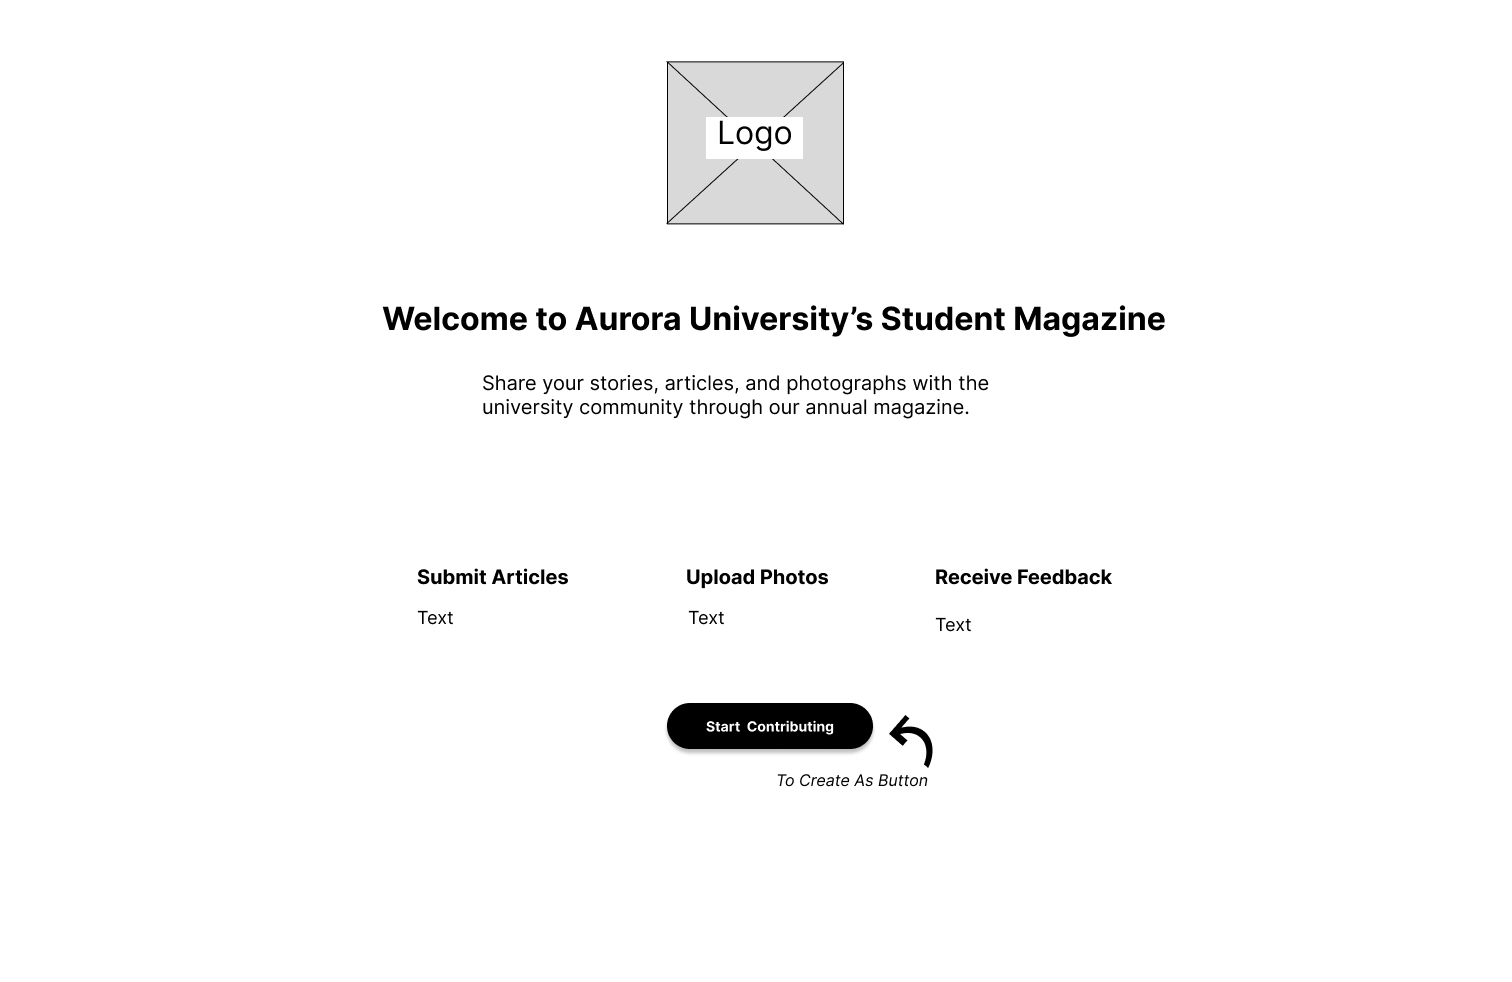 Logo
Welcome to Aurora University’s Student Magazine
Share your stories, articles, and photographs with the
university community through our annual magazine.
Submit Articles
Text
Upload Photos
Text
Receive Feedback
Text
Start Contributing
To Create As Button